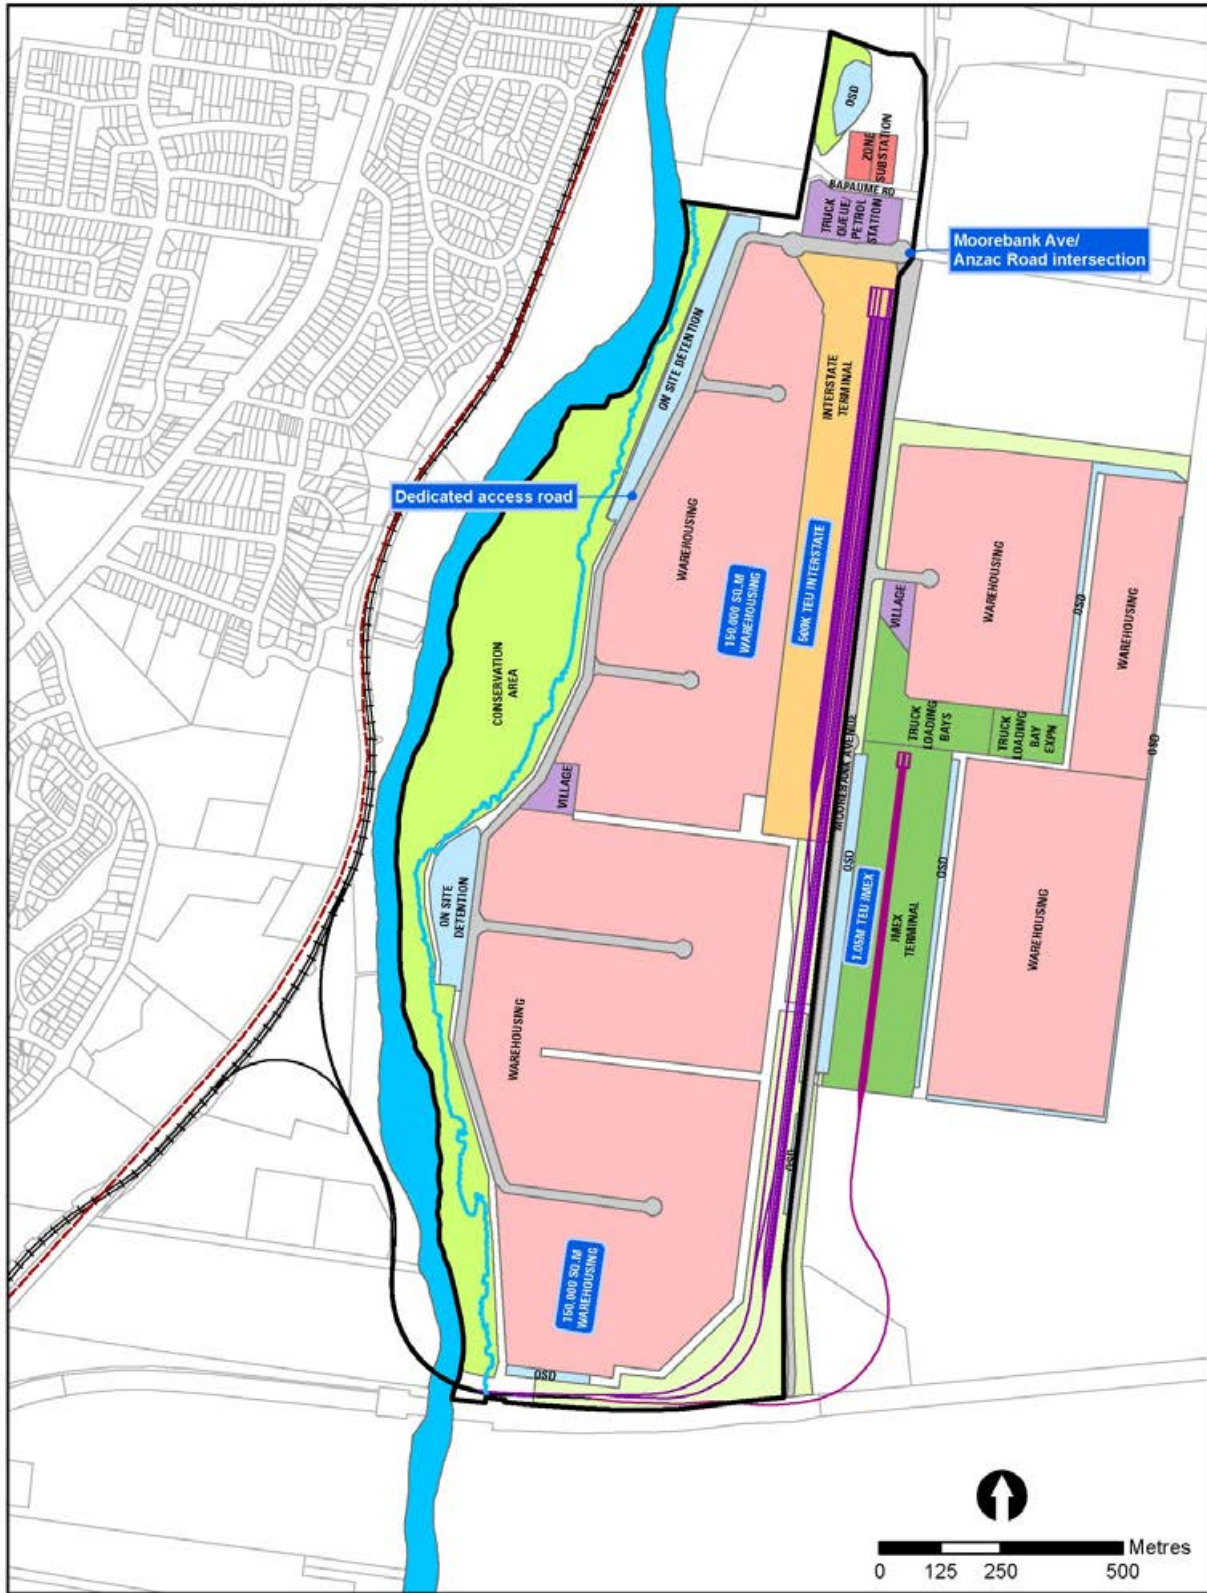 OSD
ZONE
SUBSTATION
BAPAUME RD
TRUCK
QUEUE/
PETROL
STATION
Moorebank Ave/
Anzac Road intersection
ON SITE DETENTION
INTERSTATE
TERMINAL
Dedicated access road
WAREHOUSING
150,000 SQ.M
WAREHOUSING
500K TEU INTERSTATE
CONSERVATION
AREA
VILLAGE
WAREHOUSING
OSD
WAREHOUSING
VILLAGE
TRUCK
LOADING
BAYS
TRUCK
LOADING
BAY
EXPN
OSD
MOOREBANK AVENUE
OSD
1.05M TEU IMEX
IMEX
TERMINAL
OSD
WAREHOUSING
ON SITE
DETENTION
WAREHOUSING
OSD
150,000 SQ.M
WAREHOUSING
OSD
Metres
0 125 250 500